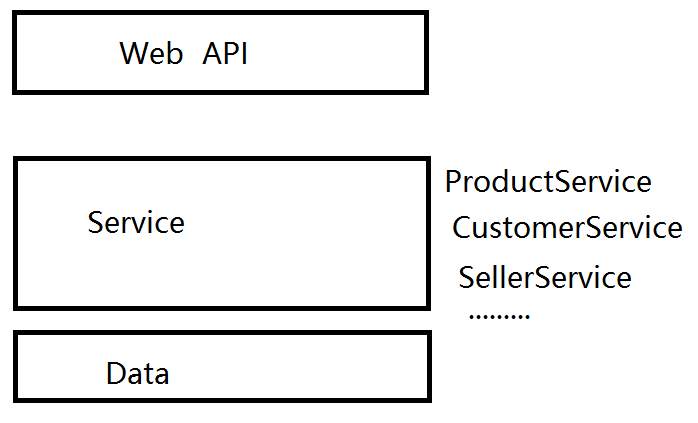 Web API
Service
ProductService
CustomerService
SellerService
.........
Data